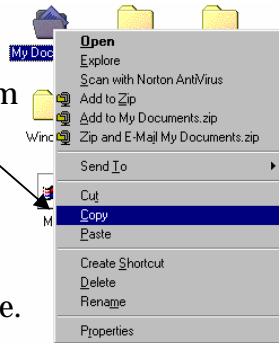 My Doc
Open
Explore
Scan with Norton AntiVirus
m
Add to Zip
Add to My Documents.zip
Winc
Zip and E-Mail My Documents.zip
Send To
Cut
M
Copy
Paste
Create Shortcut
Delete
Rename
e.
Properties